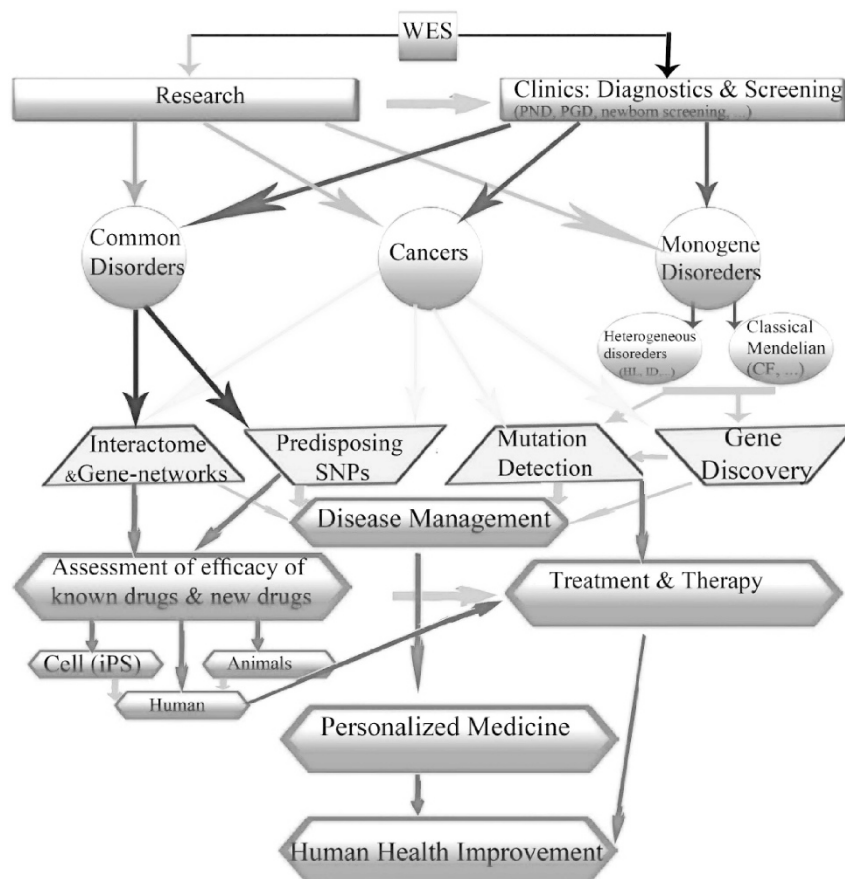 WES
Research
Clinics: Diagnostics & Screening
(PND, PGD, newborn screening, ...)
Common
Disorders
Cancers
Monogene
Disoreders
Heterogeneous
disoreders
(HL, ID,...)
Classical
Mendelian
(CF, ...)
Interactome
&Gene-networks
Predisposing
SNPs
Mutation
Detection
Gene
Discovery
Disease Management
Assessment of efficacy of
known drugs & new drugs
Treatment & Therapy
Cell (iPS)
Animals
Human
Personalized Medicine
Human Health Improvement